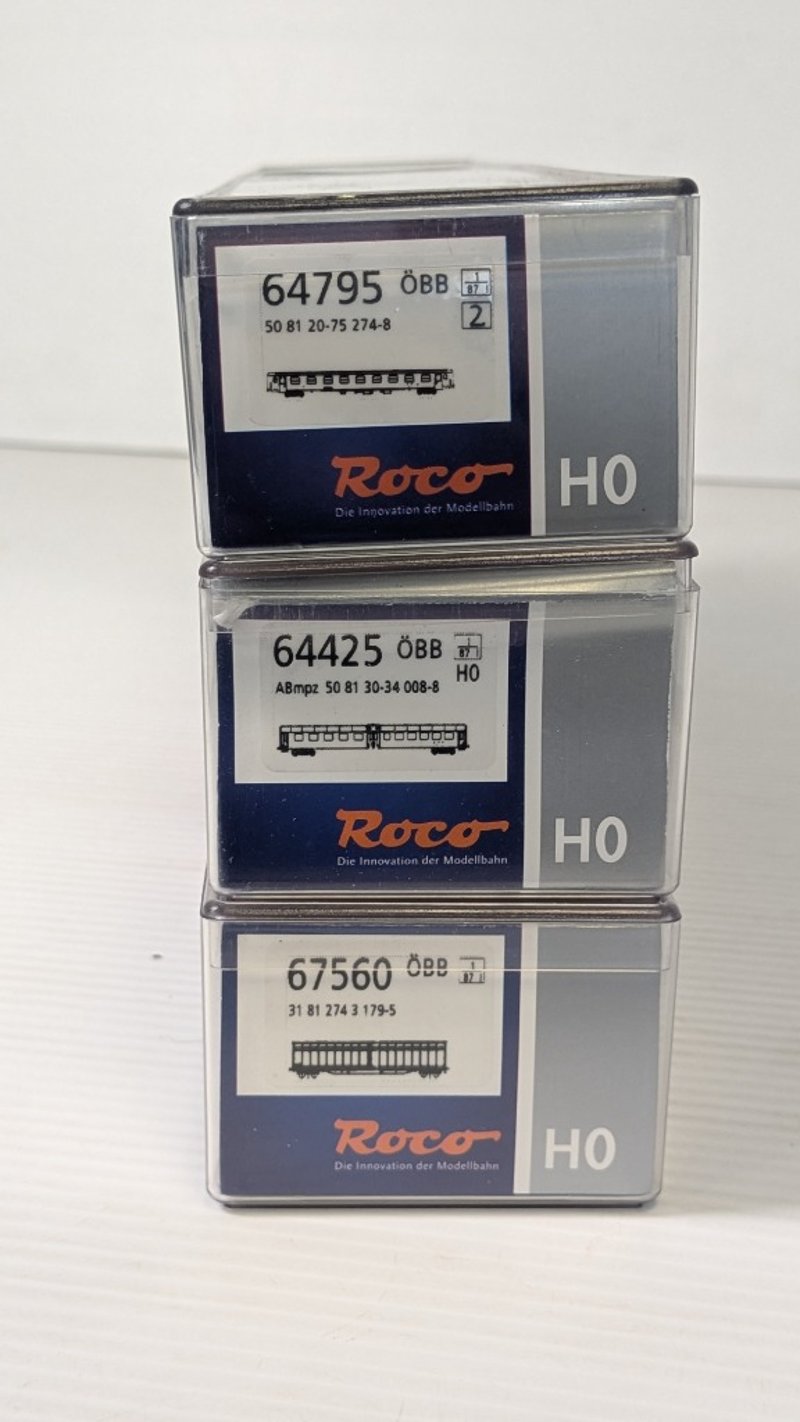 64795 ÖBB 1
87
50 81 20-75 274-8 2
Roco
Die Innovation der Modellbahn
H0
64425 ÖBB 1
87
ABmpz 50 81 30-34 008-8 H0
Roco
Die Innovation der Modellbahn
H0
67560 ÖBB 1
87
31 81 274 3 179-5
Roco
Die Innovation der Modellbahn
H0